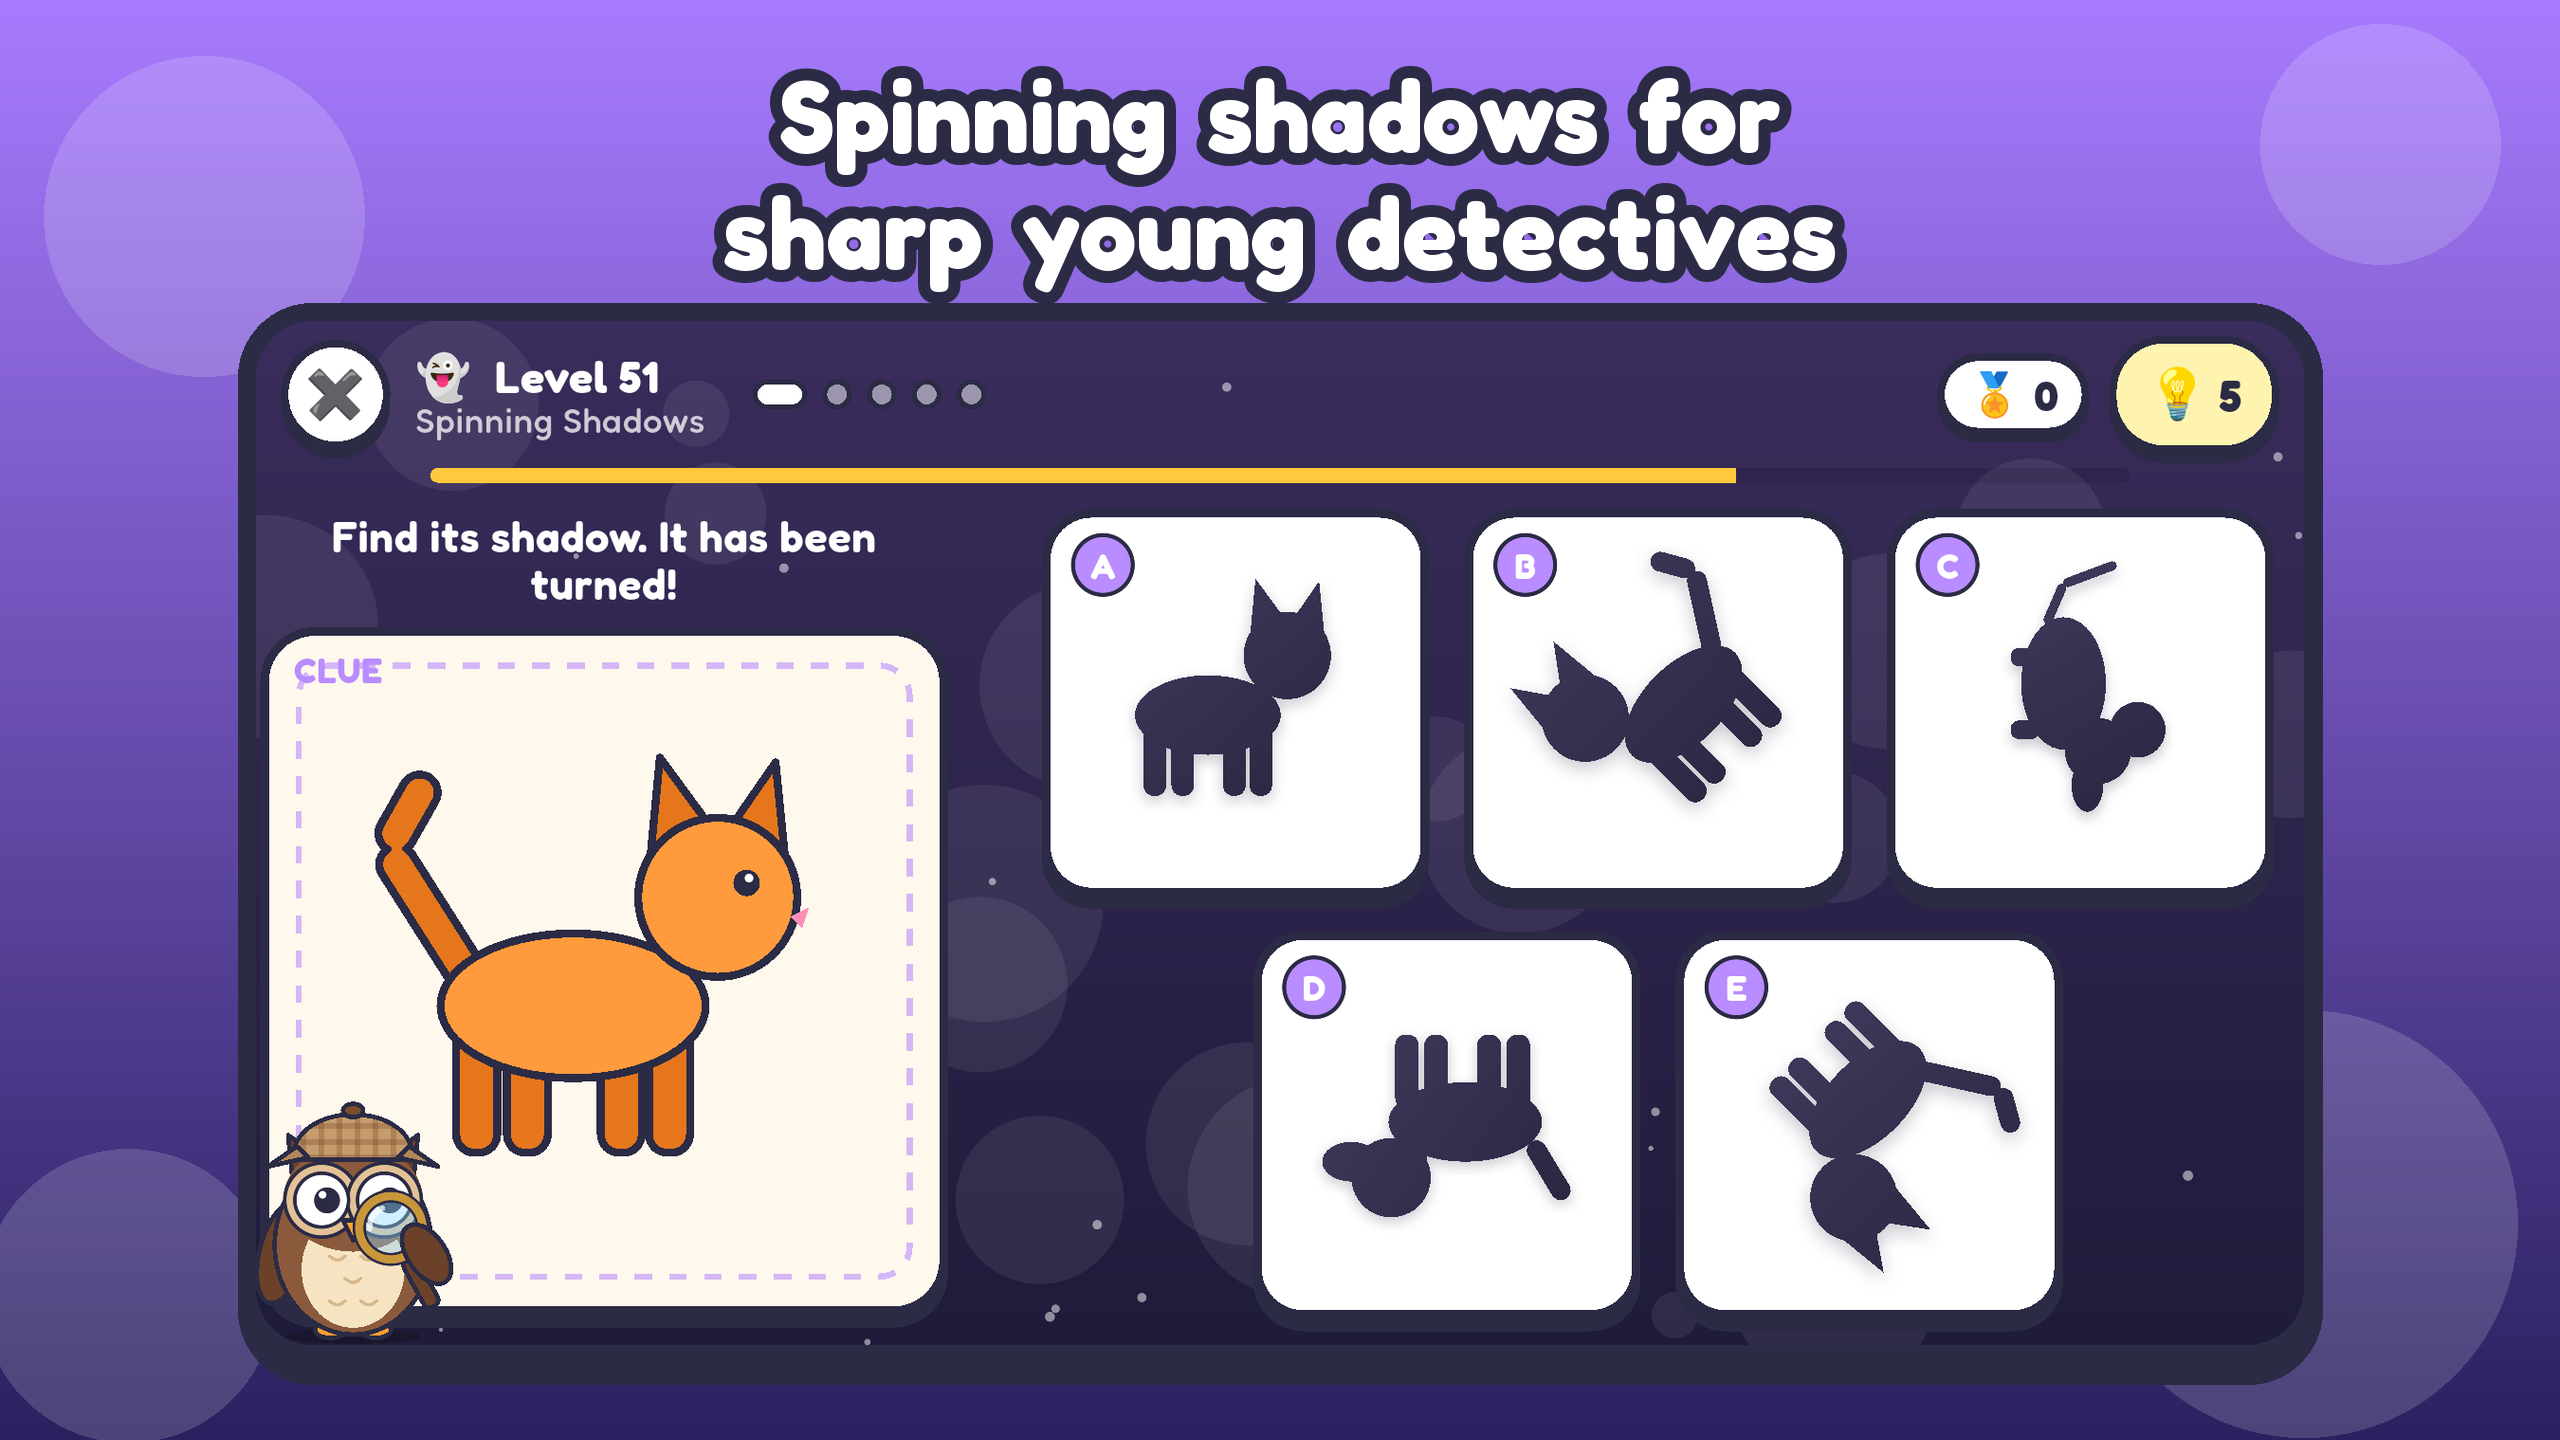 Spinning shadows for
sharp young detectives
Level 51
Spinning Shadows
0
5
Find its shadow. It has been
turned!
CLUE
A
B
C
D
E